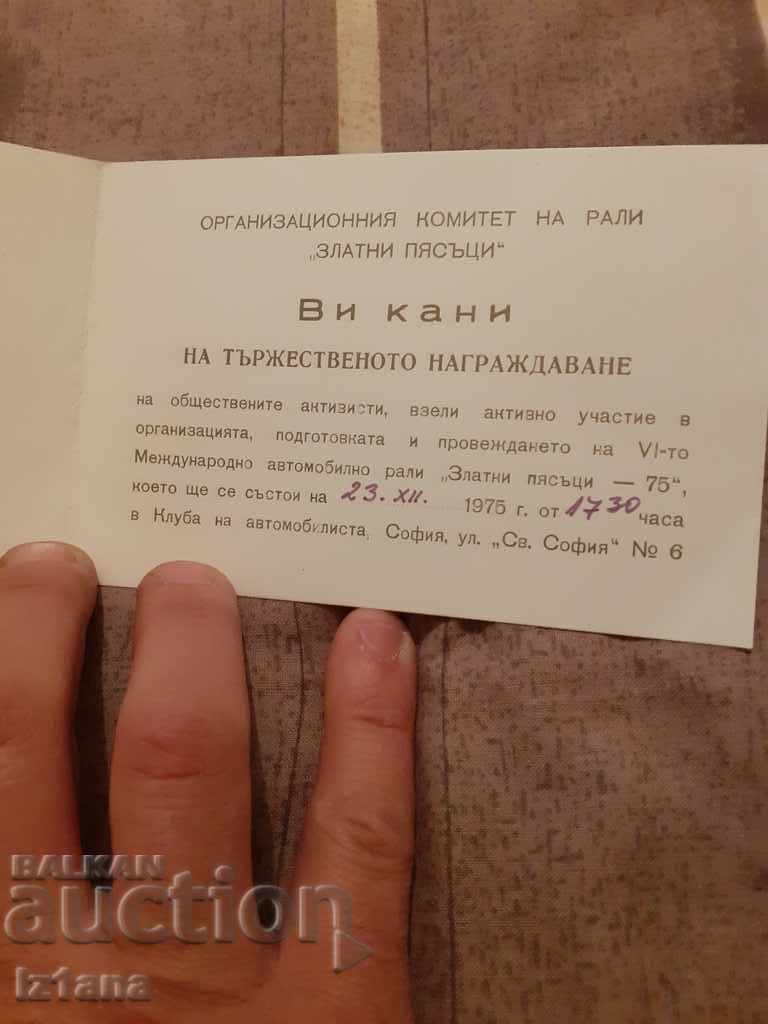 ОРГАНИЗАЦИОННИЯ КОМИТЕТ НА РАЛИ
„ЗЛАТНИ ПЯСЪЦИ“
Ви кани
НА ТЪРЖЕСТВЕНОТО НАГРАЖДАВАНЕ
на обществените активисти, взели активно участие в
организацията, подготовката и провеждането на VI-то
Международно автомобилно рали „Златни пясъци — 75“,
което ще се състои на 23. XII. 1975 г. от 1730 часа
в Клуба на автомобилиста, София, ул. „Св. София“ № 6
BALKAN
auction
iz1ana